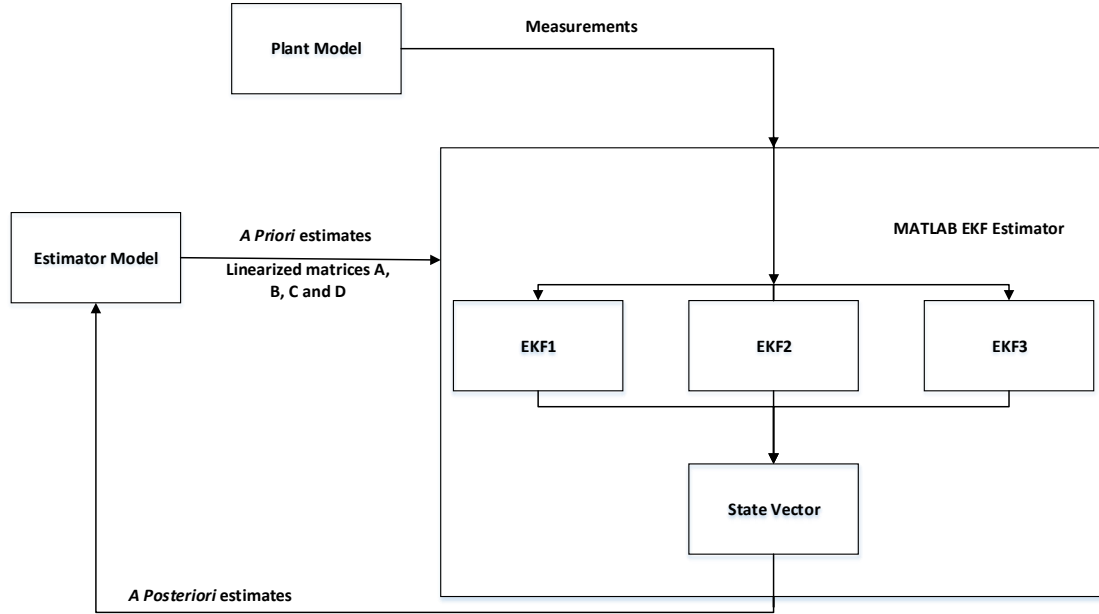 Measurements
Plant Model
MATLAB EKF Estimator
A Priori estimates
Estimator Model
Linearized matrices A,
B, C and D
EKF1
EKF2
EKF3
State Vector
A Posteriori estimates